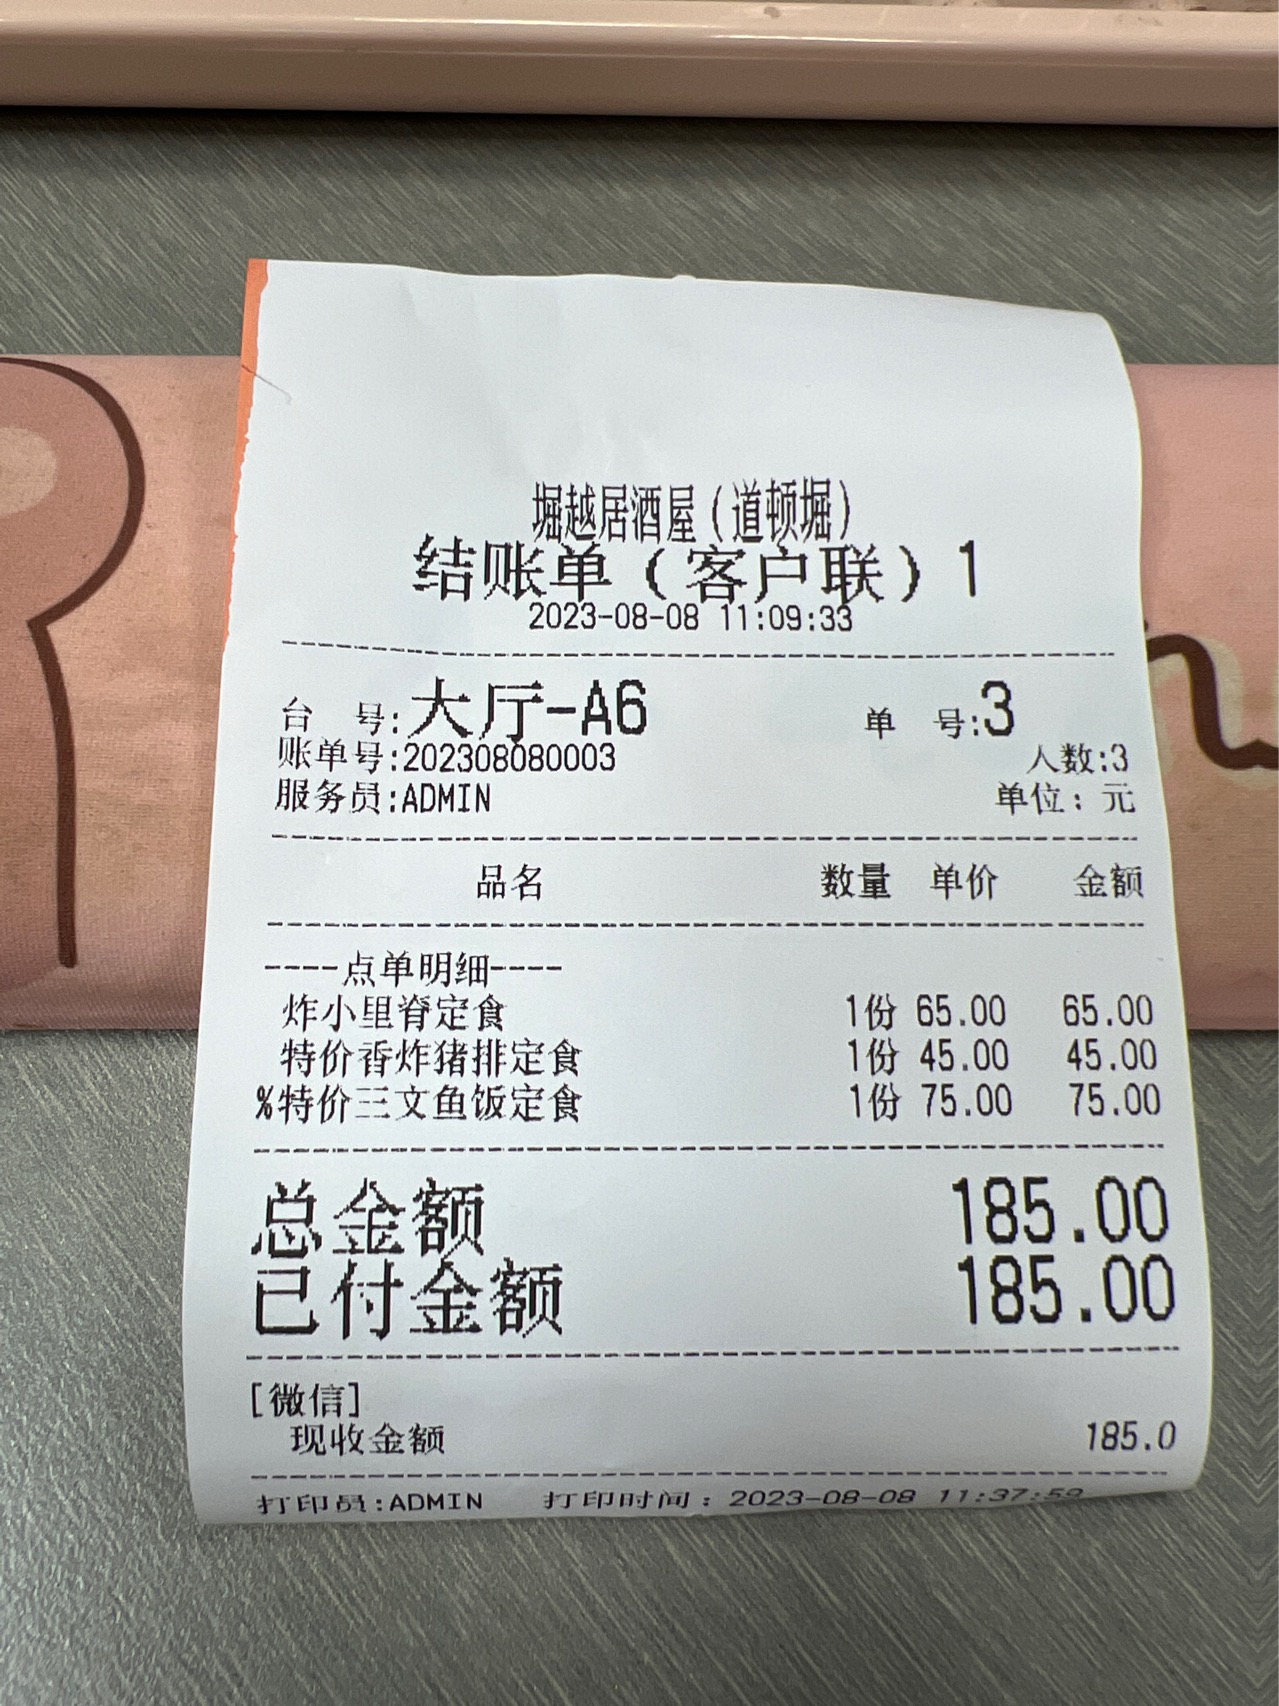 堀越居酒屋（道顿堀）
结账单（客户联）1
2023-08-08 11:09:33
台 号:大厅-A6 单 号:3
账单号:202308080003 人数:3
服务员:ADMIN 单位：元
品名 数量 单价 金额
----点单明细----
炸小里脊定食 1份 65.00 65.00
特价香炸猪排定食 1份 45.00 45.00
%特价三文鱼饭定食 1份 75.00 75.00
总金额 185.00
已付金额 185.00
[微信]
现收金额 185.0
打印员:ADMIN 打印时间：2023-08-08 11:37:59